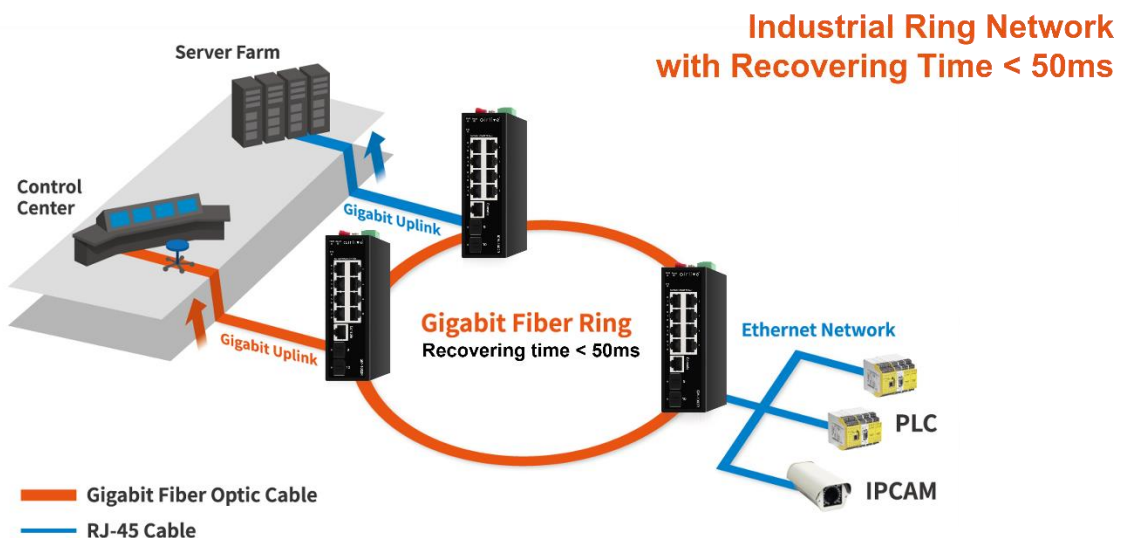 Industrial Ring Network
with Recovering Time < 50ms
Server Farm
Control
Center
Gigabit Uplink
Gigabit Uplink
Gigabit Fiber Ring
Recovering time < 50ms
Ethernet Network
PLC
IPCAM
Gigabit Fiber Optic Cable
RJ-45 Cable